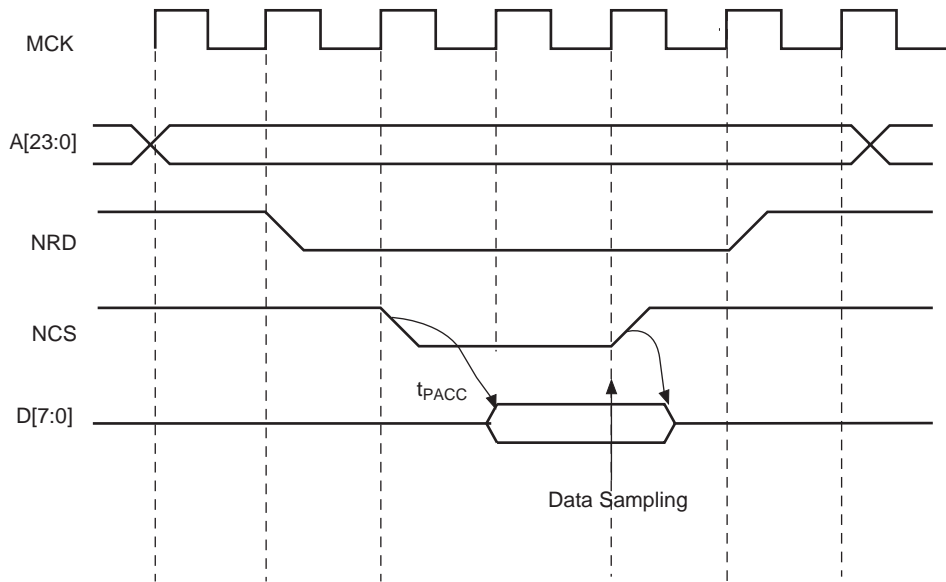 MCK
A[23:0]
NRD
NCS
tPACC
D[7:0]
Data Sampling